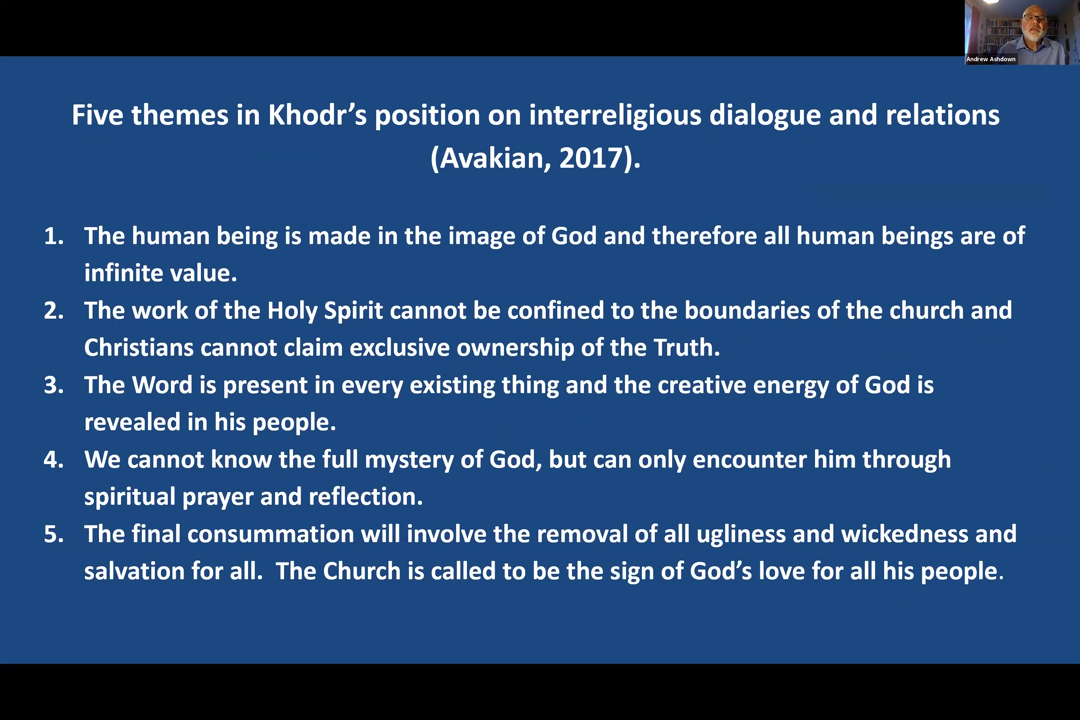 Andrew Ashdown
Five themes in Khodr’s position on interreligious dialogue and relations
(Avakian, 2017).
1. The human being is made in the image of God and therefore all human beings are of
infinite value.
2. The work of the Holy Spirit cannot be confined to the boundaries of the church and
Christians cannot claim exclusive ownership of the Truth.
3. The Word is present in every existing thing and the creative energy of God is
revealed in his people.
4. We cannot know the full mystery of God, but can only encounter him through
spiritual prayer and reflection.
5. The final consummation will involve the removal of all ugliness and wickedness and
salvation for all.  The Church is called to be the sign of God’s love for all his people.